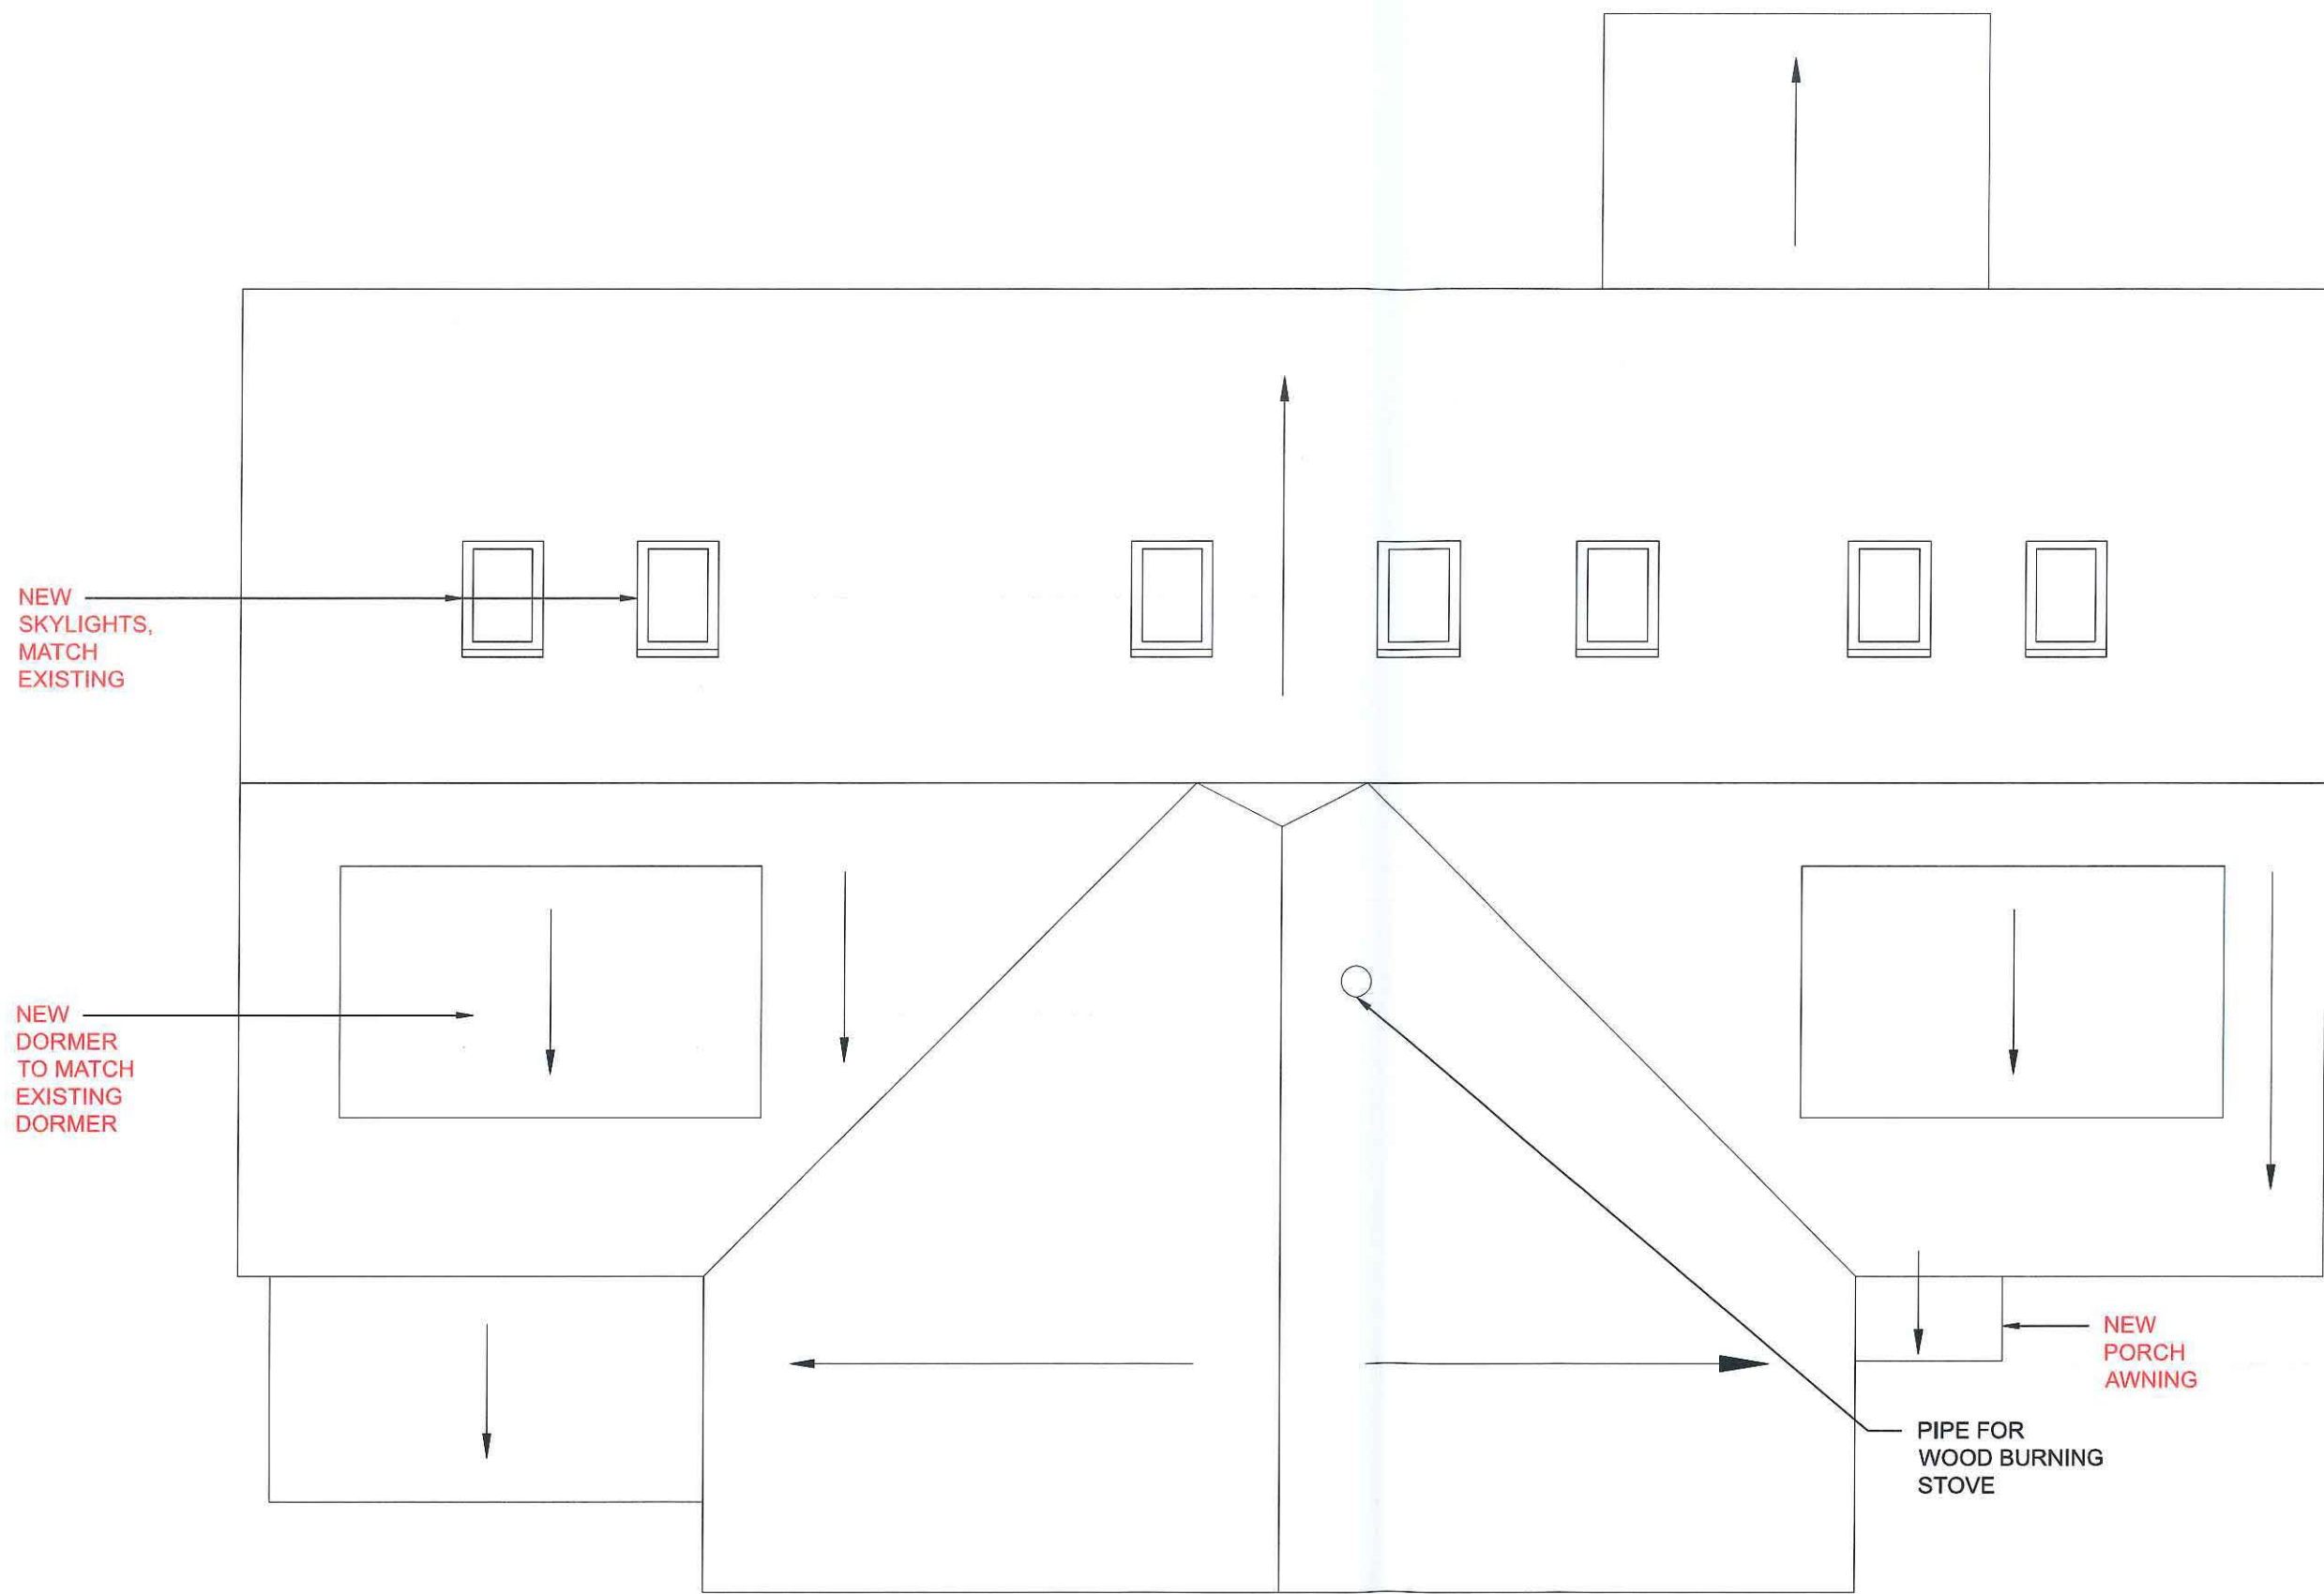 NEW
SKYLIGHTS,
MATCH
EXISTING
NEW
DORMER
TO MATCH
EXISTING
DORMER
NEW
PORCH
AWNING
PIPE FOR
WOOD BURNING
STOVE